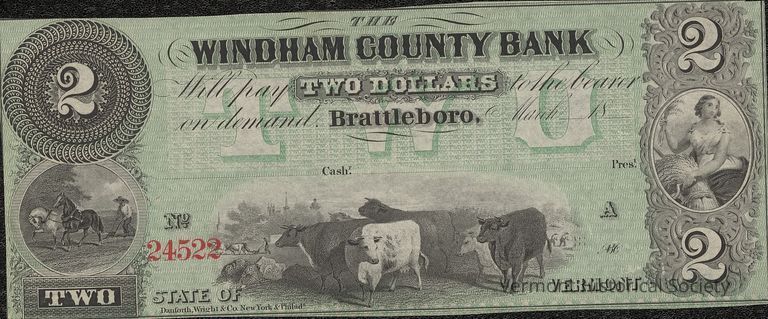 THE
WINDHAM COUNTY BANK
2
2
Will pay TWO DOLLARS to the bearer
on demand. Brattleboro, March 18
TWO
Cash.
Pres.
No
A
24522
2
TWO
STATE OF
VERMONT
Vermont Historical Society
Danforth, Wright & Co. New York & Philada.